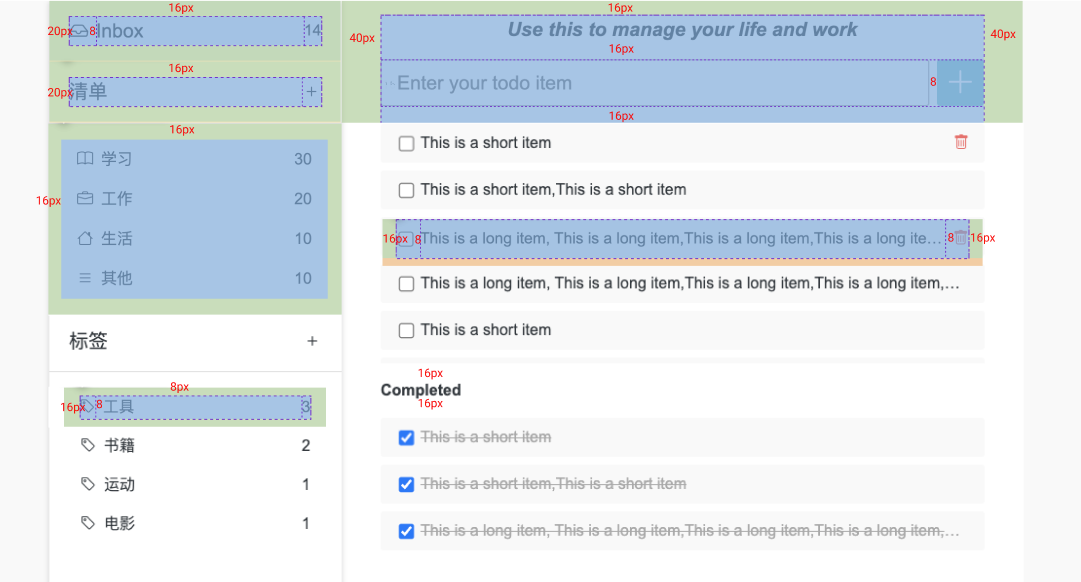 16px
20px
8
Inbox
14
16px
20px
清单
+
16px
16px
学习
30
工作
20
生活
10
其他
10
标签
+
8px
16px
8
工具
3
书籍
2
运动
1
电影
1
16px
40px
Use this to manage your life and work
40px
16px
Enter your todo item
8
+
16px
This is a short item
This is a short item,This is a short item
16px
8
This is a long item, This is a long item,This is a long item,This is a long ite…
8
16px
This is a long item, This is a long item,This is a long item,This is a long item,…
This is a short item
16px
Completed
16px
This is a short item
This is a short item,This is a short item
This is a long item, This is a long item,This is a long item,This is a long item,…